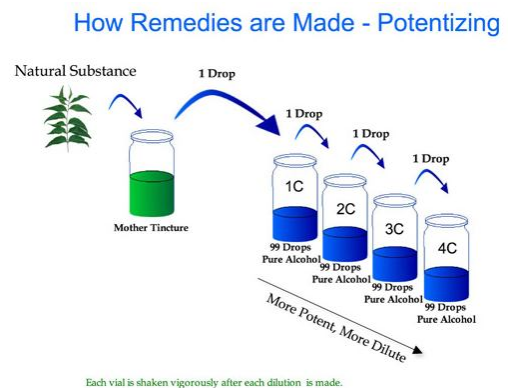 How Remedies are Made - Potentizing
Natural Substance
1 Drop
1 Drop
1 Drop
1 Drop
1C
2C
3C
4C
Mother Tincture
99 Drops
Pure Alcohol
99 Drops
Pure Alcohol
99 Drops
Pure Alcohol
99 Drops
Pure Alcohol
More Potent, More Dilute
Each vial is shaken vigorously after each dilution is made.